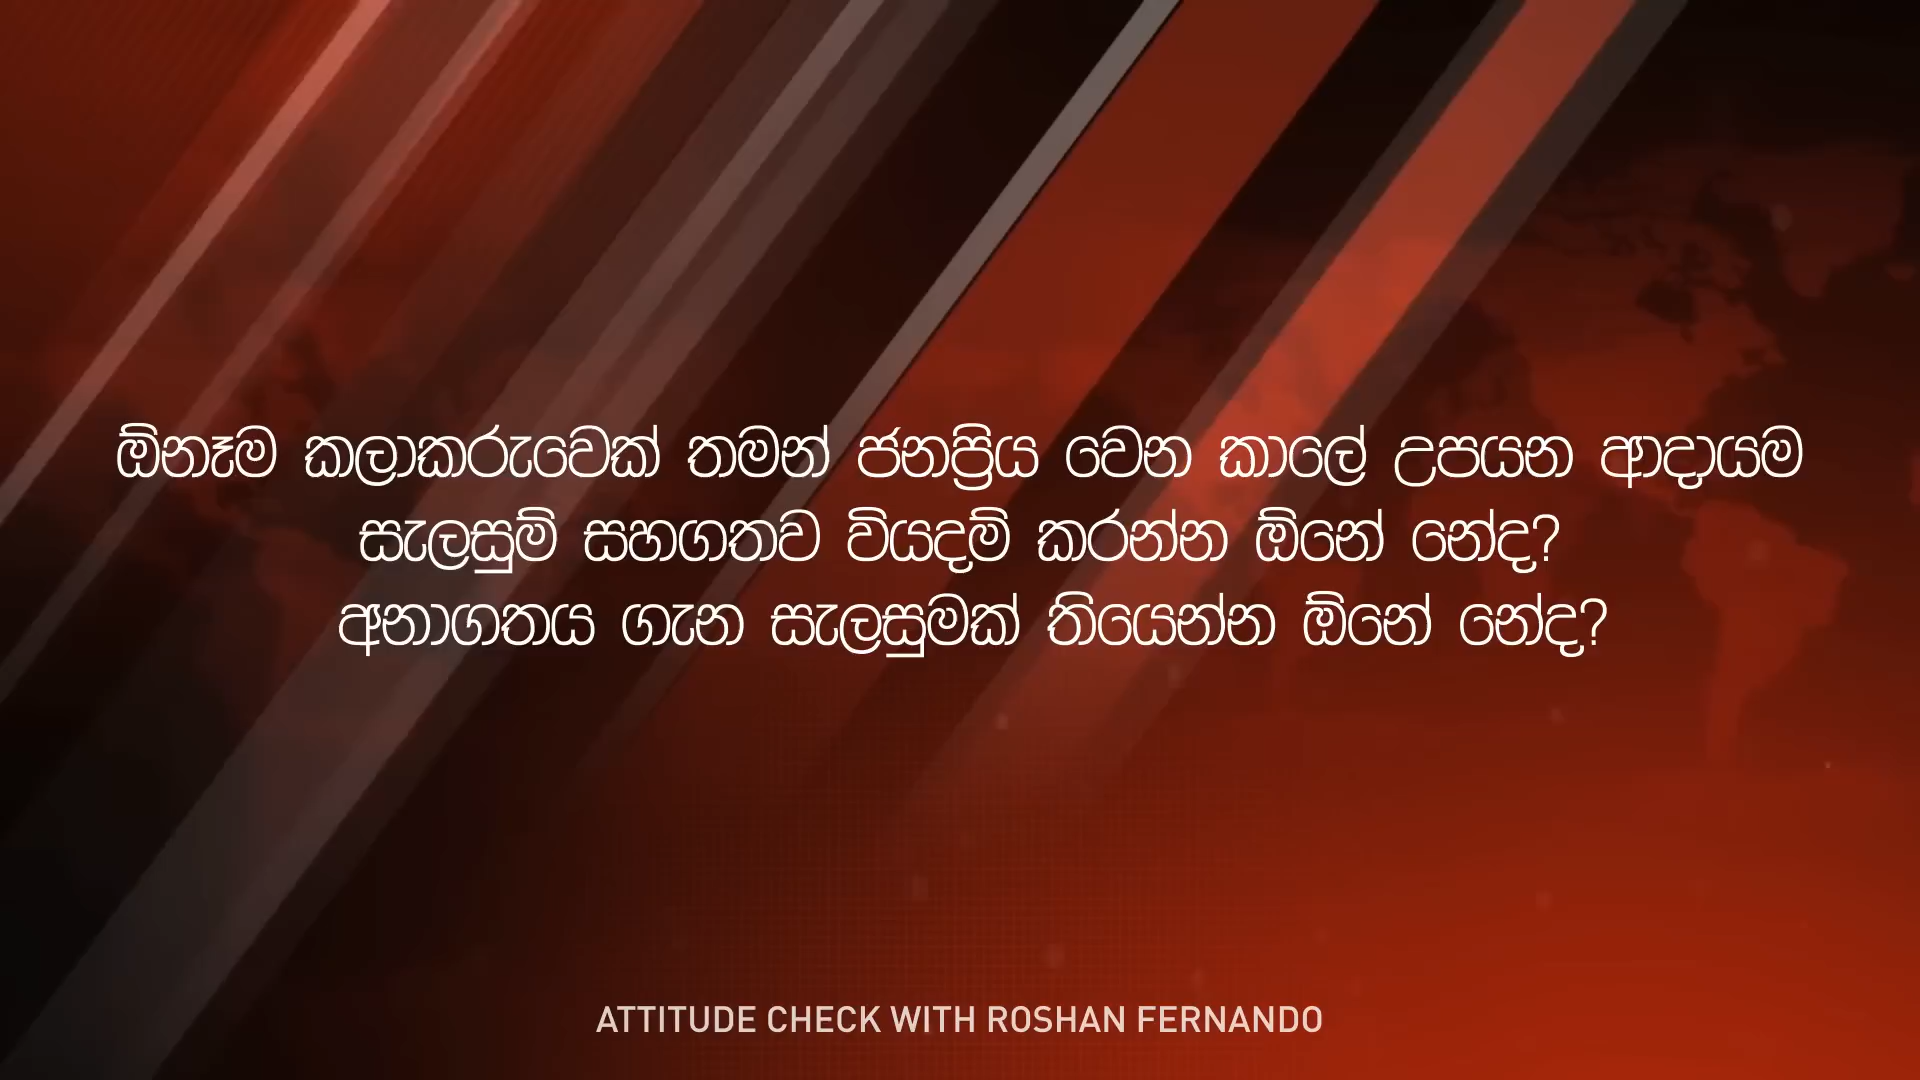 ඕනෑම කලාකරුවෙක් තමන් ජනප්‍රිය වෙන කාලේ උපයන ආදායම
සැලසුම් සහගතව වියදම් කරන්න ඕනේ නේද?
අනාගතය ගැන සැලසුමක් තියෙන්න ඕනේ නේද?
ATTITUDE CHECK WITH ROSHAN FERNANDO